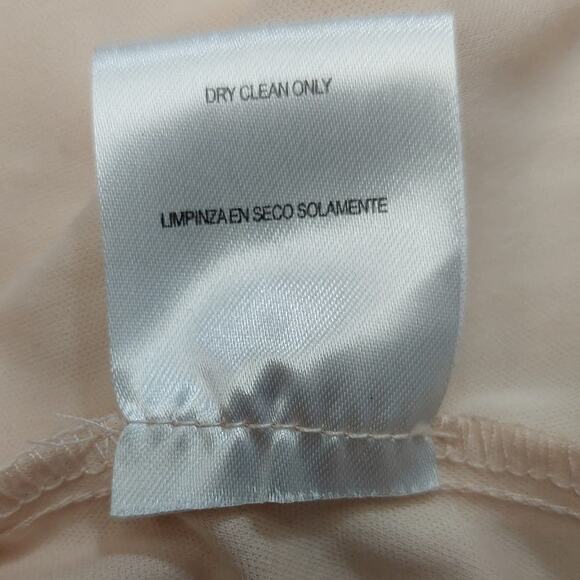 DRY CLEAN ONLY
LIMPINZA EN SECO SOLAMENTE